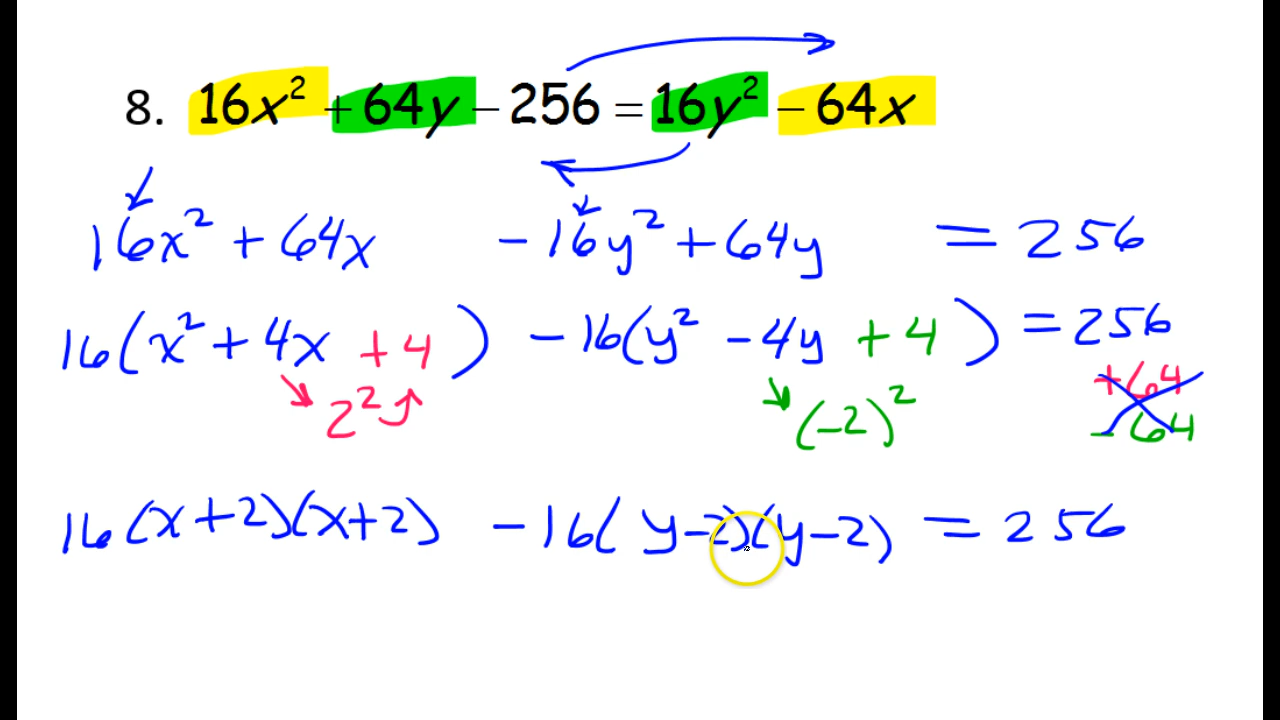 8. 16x² + 64y − 256 = 16y² − 64x
16x² + 64x − 16y² + 64y = 256
16(x² + 4x + 4) − 16(y² − 4y + 4) = 256
+64
2² (−2)² − 64
16(x+2)(x+2) − 16(y−2)(y−2) = 256